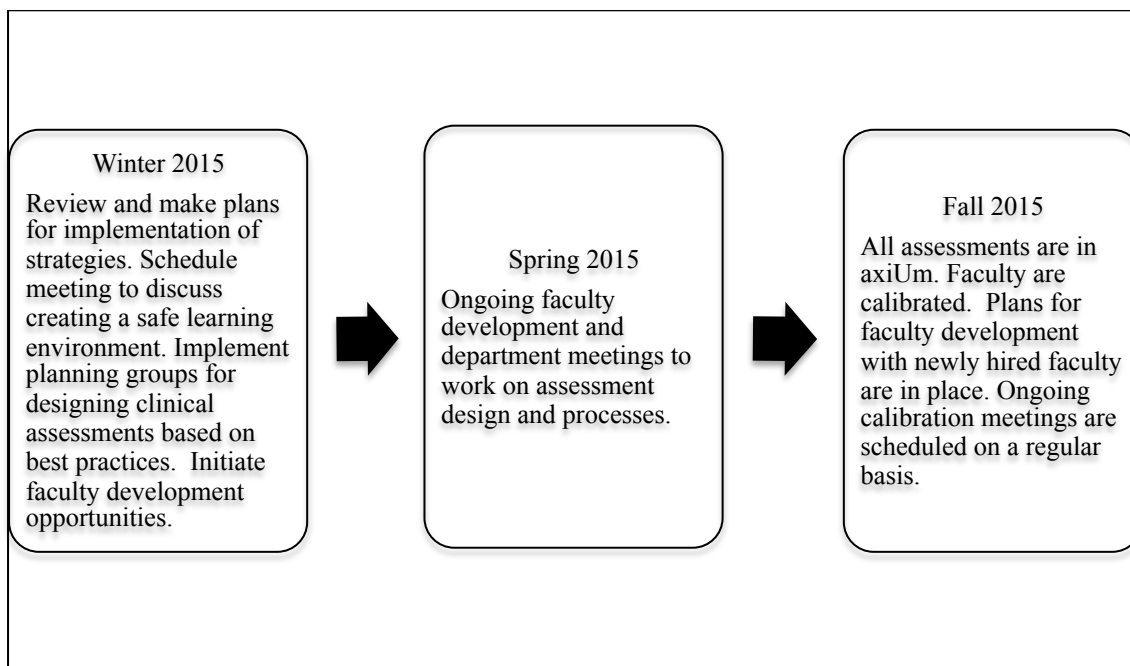 Winter 2015
Review and make plans
for implementation of
strategies. Schedule
meeting to discuss
creating a safe learning
environment. Implement
planning groups for
designing clinical
assessments based on
best practices.  Initiate
faculty development
opportunities.
Spring 2015
Ongoing faculty
development and
department meetings to
work on assessment
design and processes.
Fall 2015
All assessments are in
axiUm. Faculty are
calibrated.  Plans for
faculty development
with newly hired faculty
are in place. Ongoing
calibration meetings are
scheduled on a regular
basis.